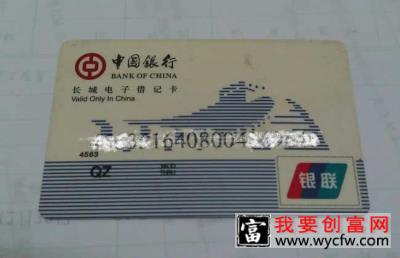 中国银行
BANK OF CHINA
长城电子借记卡
Valid Only In China
4563
QZ
银联
富 我要创富网
www.wycfw.com